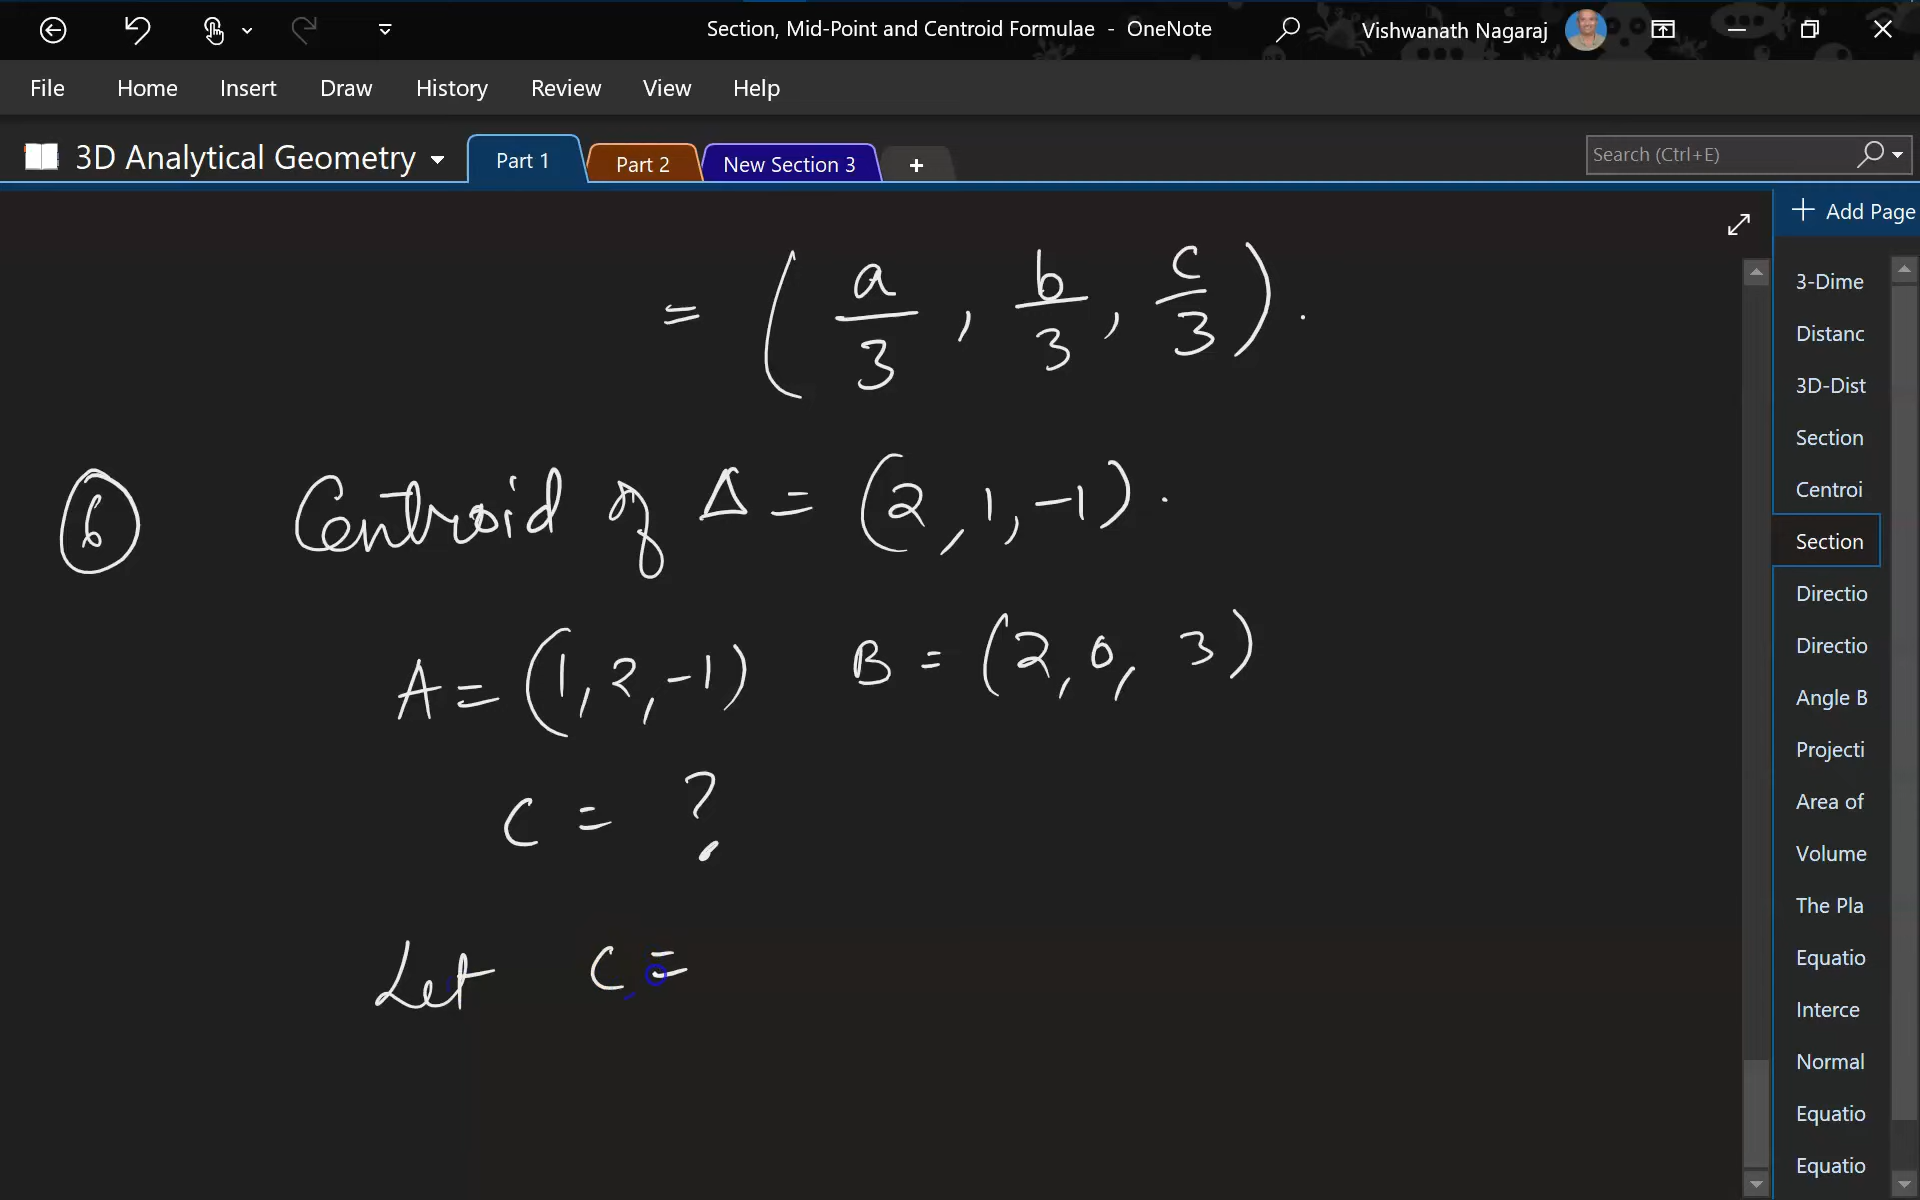 Section, Mid-Point and Centroid Formulae - OneNote
Vishwanath Nagaraj
File Home Insert Draw History Review View Help
3D Analytical Geometry Part 1 Part 2 New Section 3 +
Search (Ctrl+E)
+ Add Page
= ( a/3 , b/3 , c/3 ) .
6 Centroid of Δ = (2, 1, -1) .
A = (1, 2, -1) B = (2, 0, 3)
C = ?
Let C =
3-Dime
Distanc
3D-Dist
Section
Centroi
Section
Directio
Directio
Angle B
Projecti
Area of
Volume
The Pla
Equatio
Interce
Normal
Equatio
Equatio